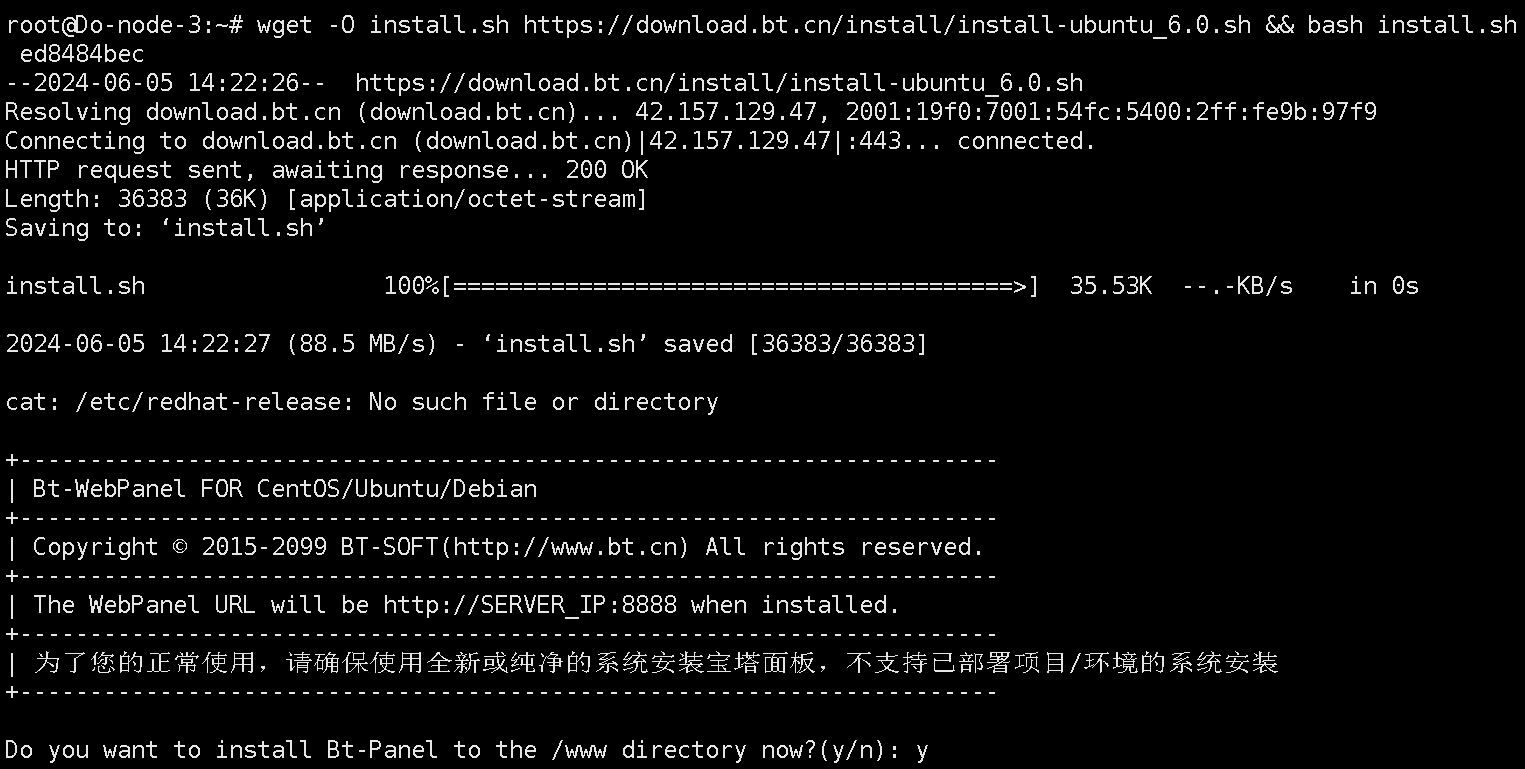 root@Do-node-3:~# wget -O install.sh https://download.bt.cn/install/install-ubuntu_6.0.sh && bash install.sh
ed8484bec
--2024-06-05 14:22:26--  https://download.bt.cn/install/install-ubuntu_6.0.sh
Resolving download.bt.cn (download.bt.cn)... 42.157.129.47, 2001:19f0:7001:54fc:5400:2ff:fe9b:97f9
Connecting to download.bt.cn (download.bt.cn)|42.157.129.47|:443... connected.
HTTP request sent, awaiting response... 200 OK
Length: 36383 (36K) [application/octet-stream]
Saving to: ‘install.sh’
install.sh                 100%[========================================>]  35.53K  --.-KB/s    in 0s
2024-06-05 14:22:27 (88.5 MB/s) - ‘install.sh’ saved [36383/36383]
cat: /etc/redhat-release: No such file or directory
+----------------------------------------------------------------------
| Bt-WebPanel FOR CentOS/Ubuntu/Debian
+----------------------------------------------------------------------
| Copyright © 2015-2099 BT-SOFT(http://www.bt.cn) All rights reserved.
+----------------------------------------------------------------------
| The WebPanel URL will be http://SERVER_IP:8888 when installed.
+----------------------------------------------------------------------
| 为了您的正常使用，请确保使用全新或纯净的系统安装宝塔面板，不支持已部署项目/环境的系统安装
+----------------------------------------------------------------------
Do you want to install Bt-Panel to the /www directory now?(y/n): y